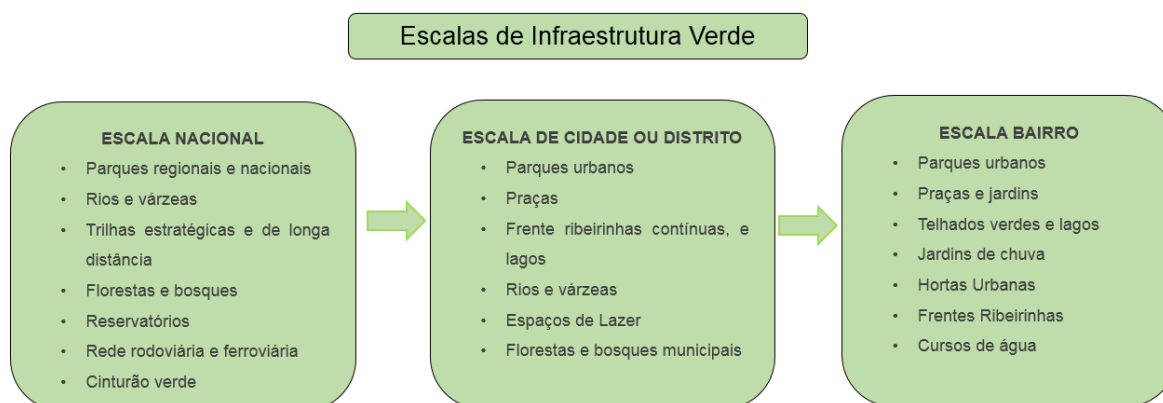 Escalas de Infraestrutura Verde
ESCALA NACIONAL
• Parques regionais e nacionais
• Rios e várzeas
• Trilhas estratégicas e de longa
distância
• Florestas e bosques
• Reservatórios
• Rede rodoviária e ferroviária
• Cinturão verde
ESCALA DE CIDADE OU DISTRITO
• Parques urbanos
• Praças
• Frente ribeirinhas contínuas, e
lagos
• Rios e várzeas
• Espaços de Lazer
• Florestas e bosques municipais
ESCALA BAIRRO
• Parques urbanos
• Praças e jardins
• Telhados verdes e lagos
• Jardins de chuva
• Hortas Urbanas
• Frentes Ribeirinhas
• Cursos de água